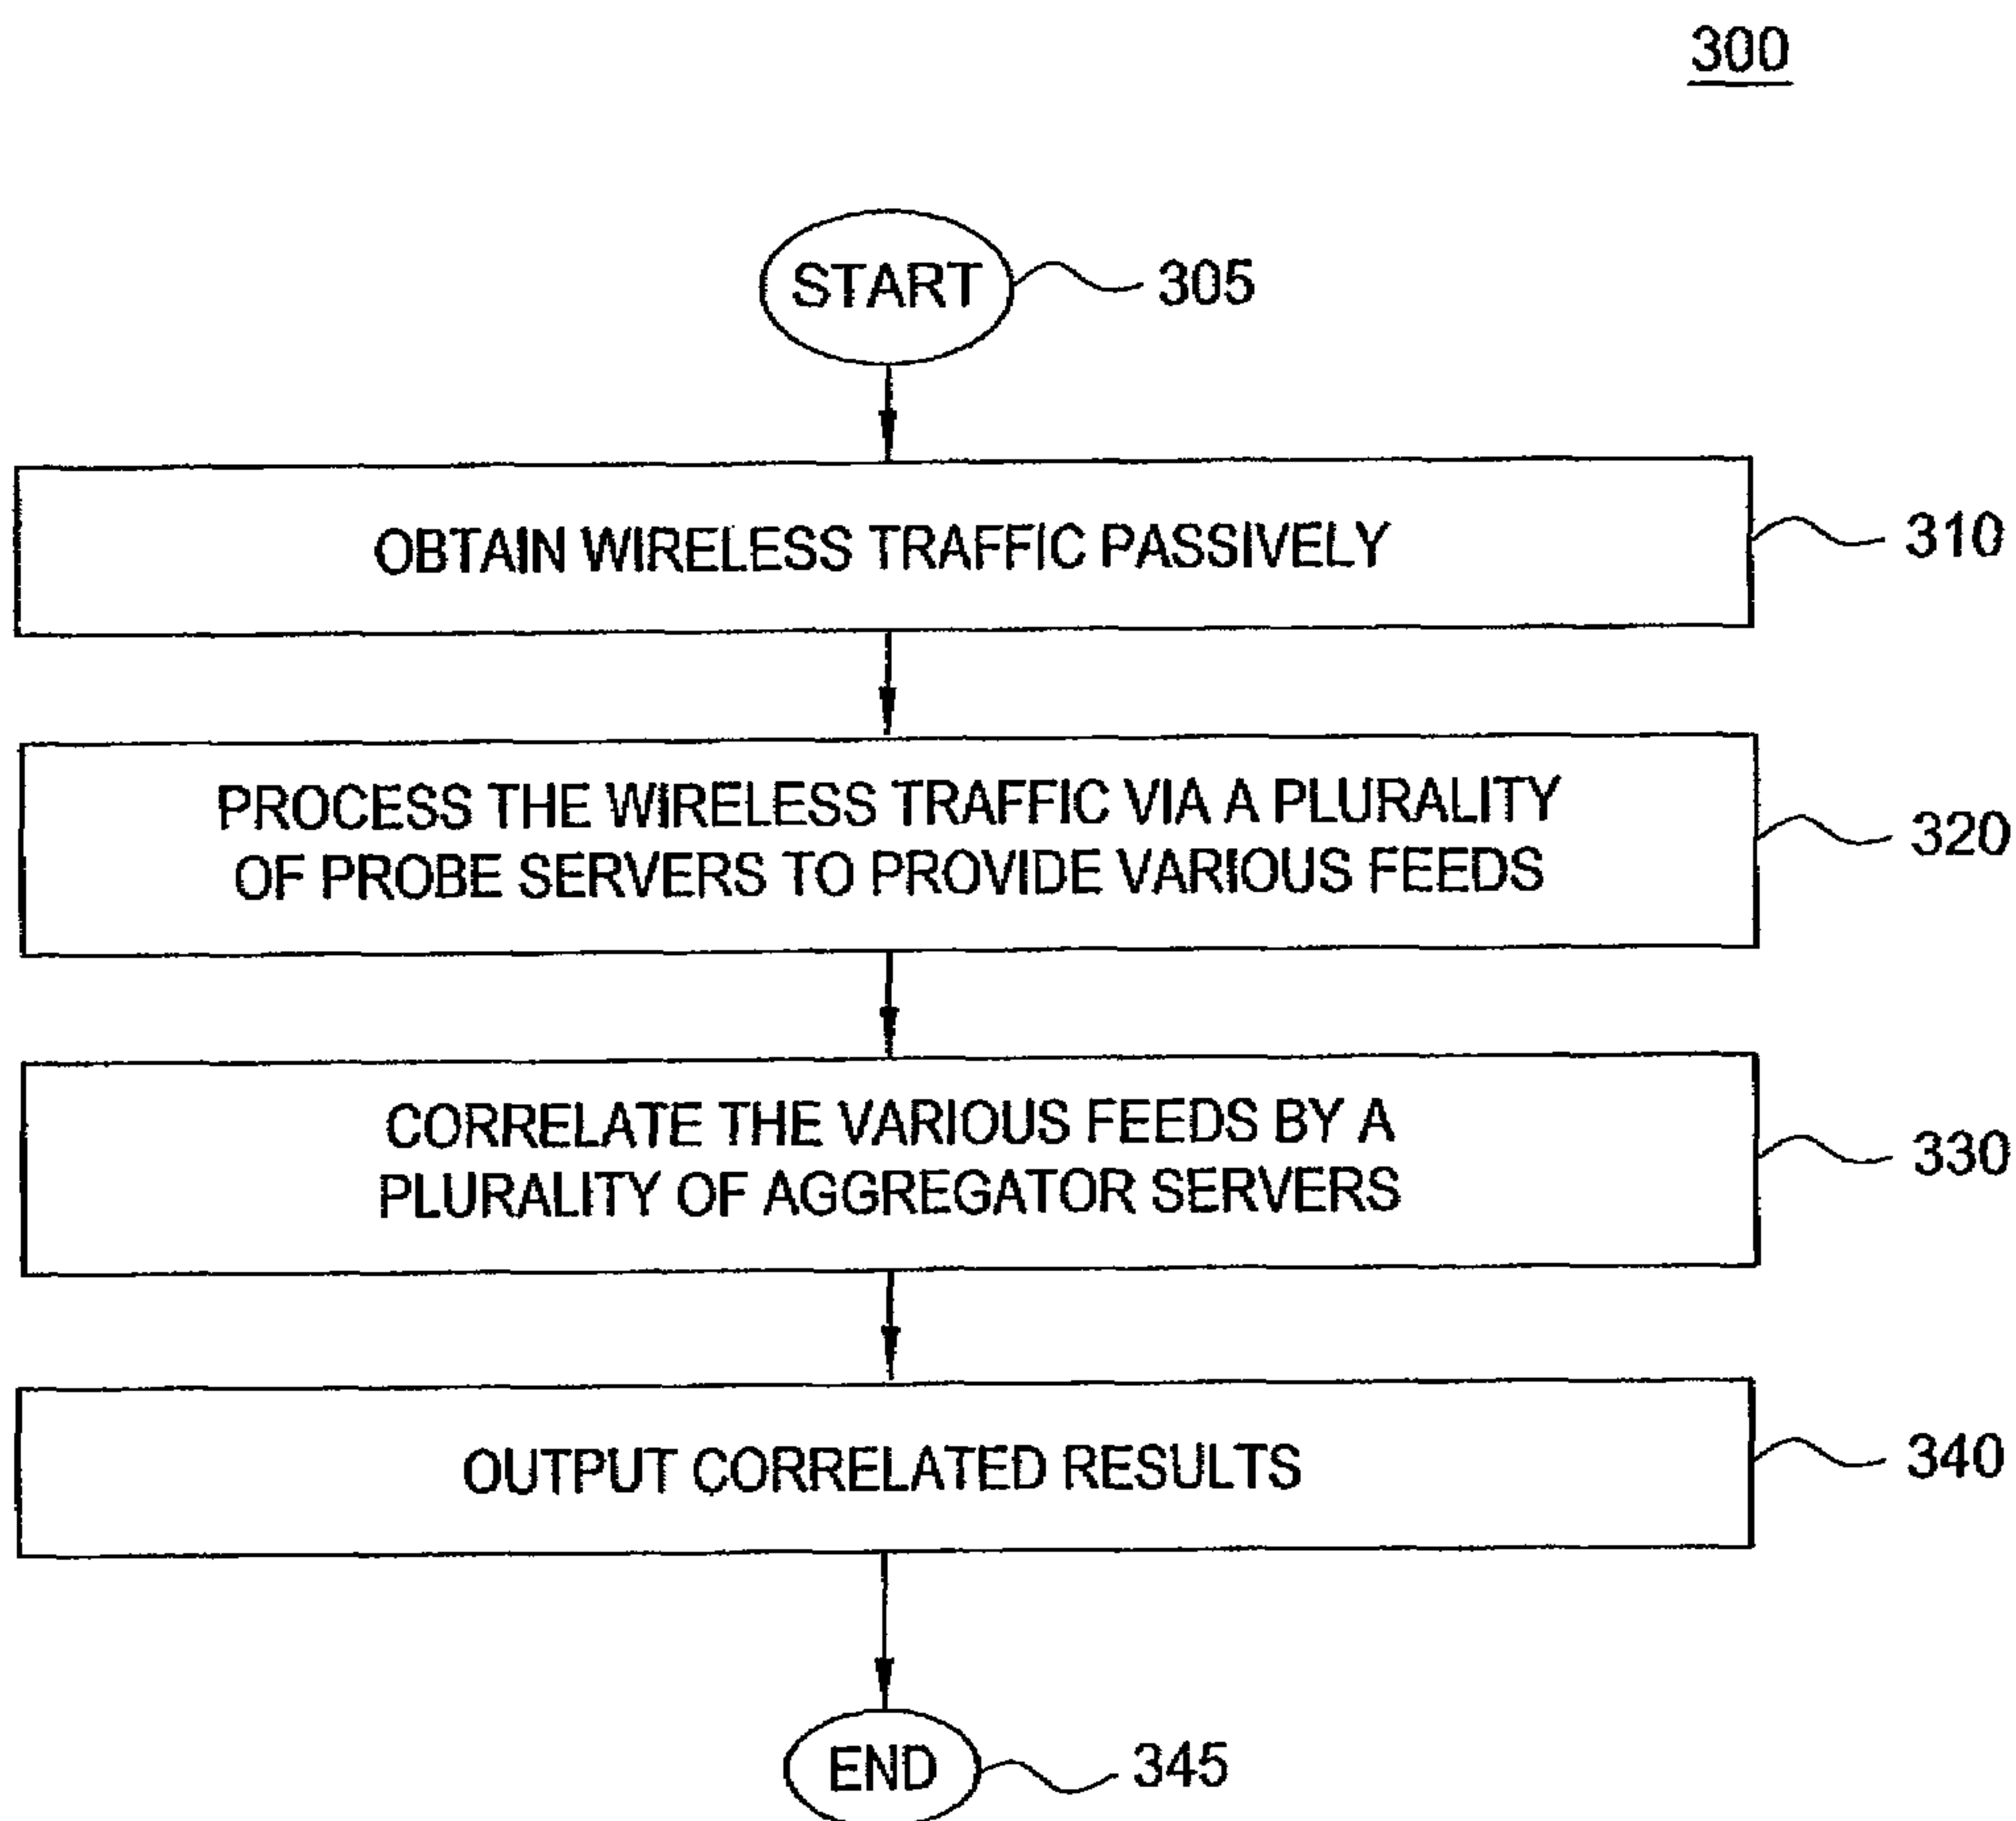 300
START
305
OBTAIN WIRELESS TRAFFIC PASSIVELY
310
PROCESS THE WIRELESS TRAFFIC VIA A PLURALITY
OF PROBE SERVERS TO PROVIDE VARIOUS FEEDS
320
CORRELATE THE VARIOUS FEEDS BY A
PLURALITY OF AGGREGATOR SERVERS
330
OUTPUT CORRELATED RESULTS
340
END
345